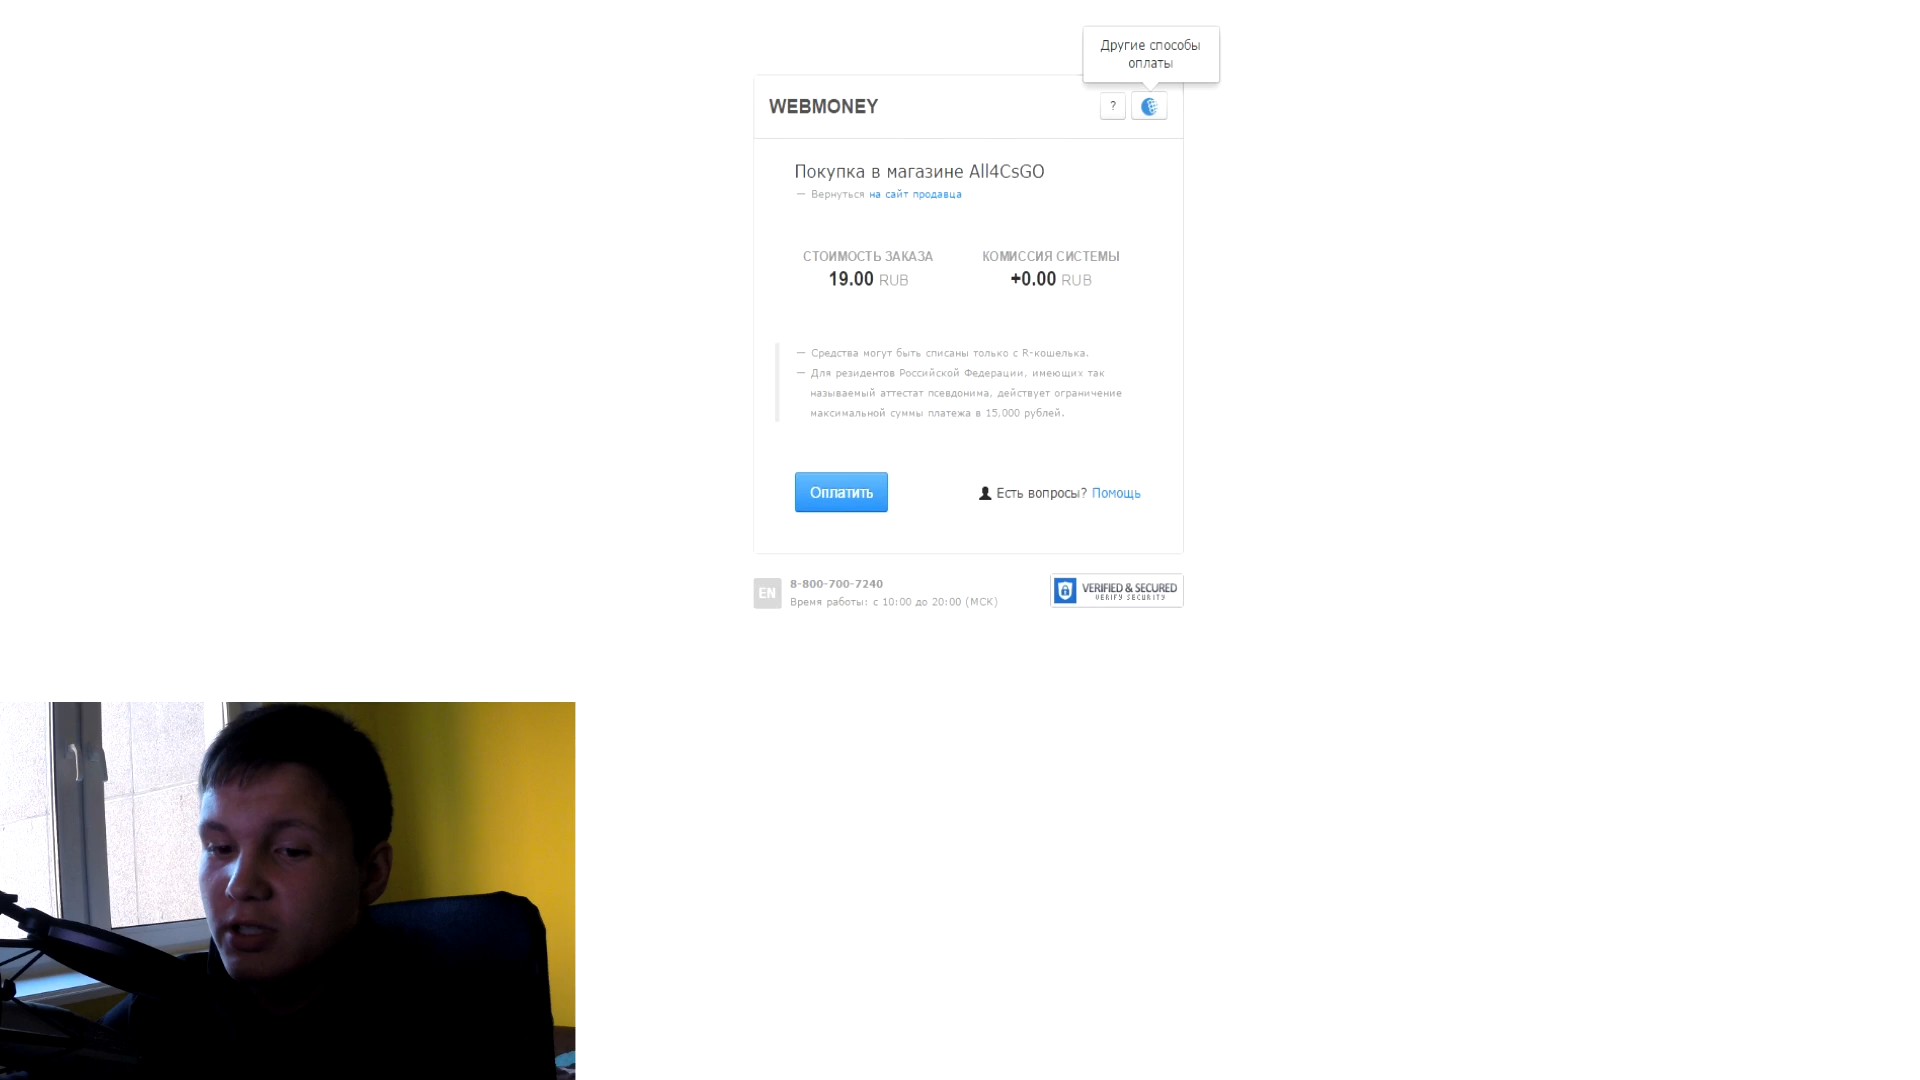 Другие способы
оплаты
WEBMONEY
?
Покупка в магазине All4CsGO
— Вернуться на сайт продавца
СТОИМОСТЬ ЗАКАЗА
19.00 RUB
КОМИССИЯ СИСТЕМЫ
+0.00 RUB
— Средства могут быть списаны только с R-кошелька.
— Для резидентов Российской Федерации, имеющих так
называемый аттестат псевдонима, действует ограничение
максимальной суммы платежа в 15,000 рублей.
Оплатить
Есть вопросы? Помощь
EN
8-800-700-7240
Время работы: с 10:00 до 20:00 (МСК)
VERIFIED & SECURED
VERIFY SECURITY